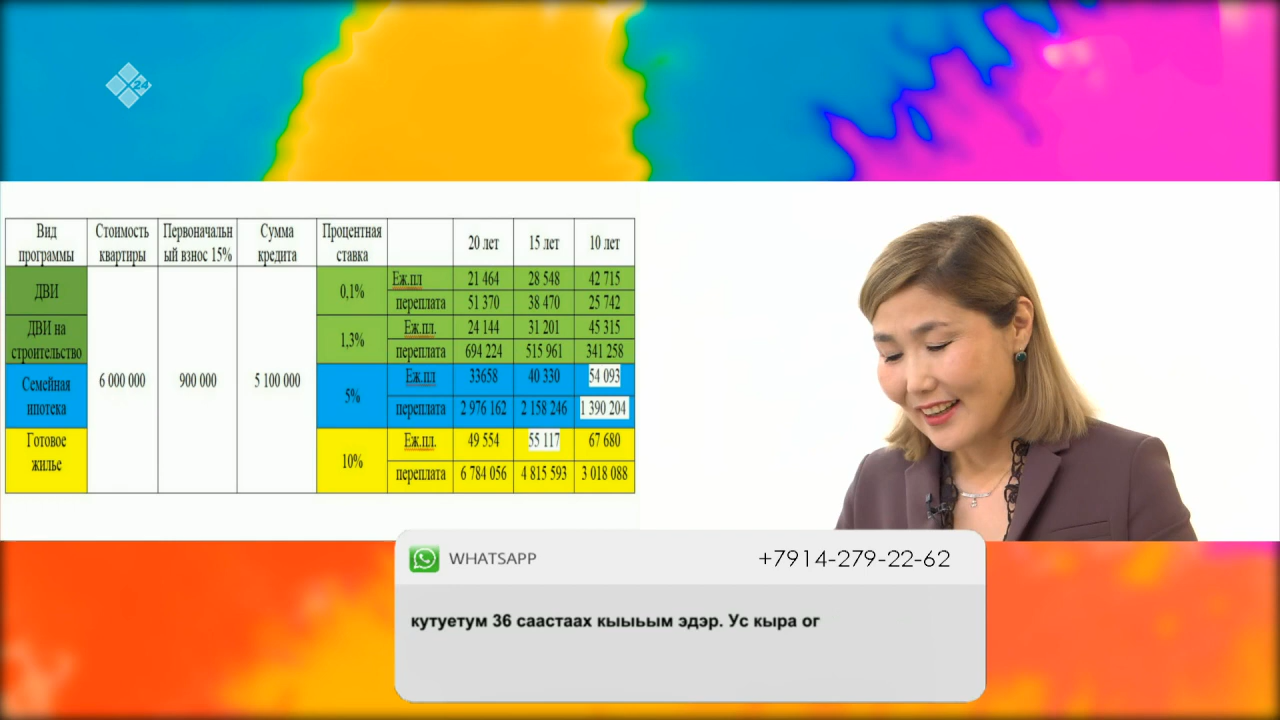 X24
Вид программы | Стоимость квартиры | Первоначальный взнос 15% | Сумма кредита | Процентная ставка | | 20 лет | 15 лет | 10 лет
ДВИ | 6 000 000 | 900 000 | 5 100 000 | 0,1% | Еж.пл | 21 464 | 28 548 | 42 715
переплата | 51 370 | 38 470 | 25 742
ДВИ на строительство | 1,3% | Еж.пл. | 24 144 | 31 201 | 45 315
переплата | 694 224 | 515 961 | 341 258
Семейная ипотека | 5% | Еж.пл | 33658 | 40 330 | 54 093
переплата | 2 976 162 | 2 158 246 | 1 390 204
Готовое жилье | 10% | Еж.пл. | 49 554 | 55 117 | 67 680
переплата | 6 784 056 | 4 815 593 | 3 018 088
WHATSAPP +7914-279-22-62
кутуетум 36 саастаах кыыьым эдэр. Ус кыра ог